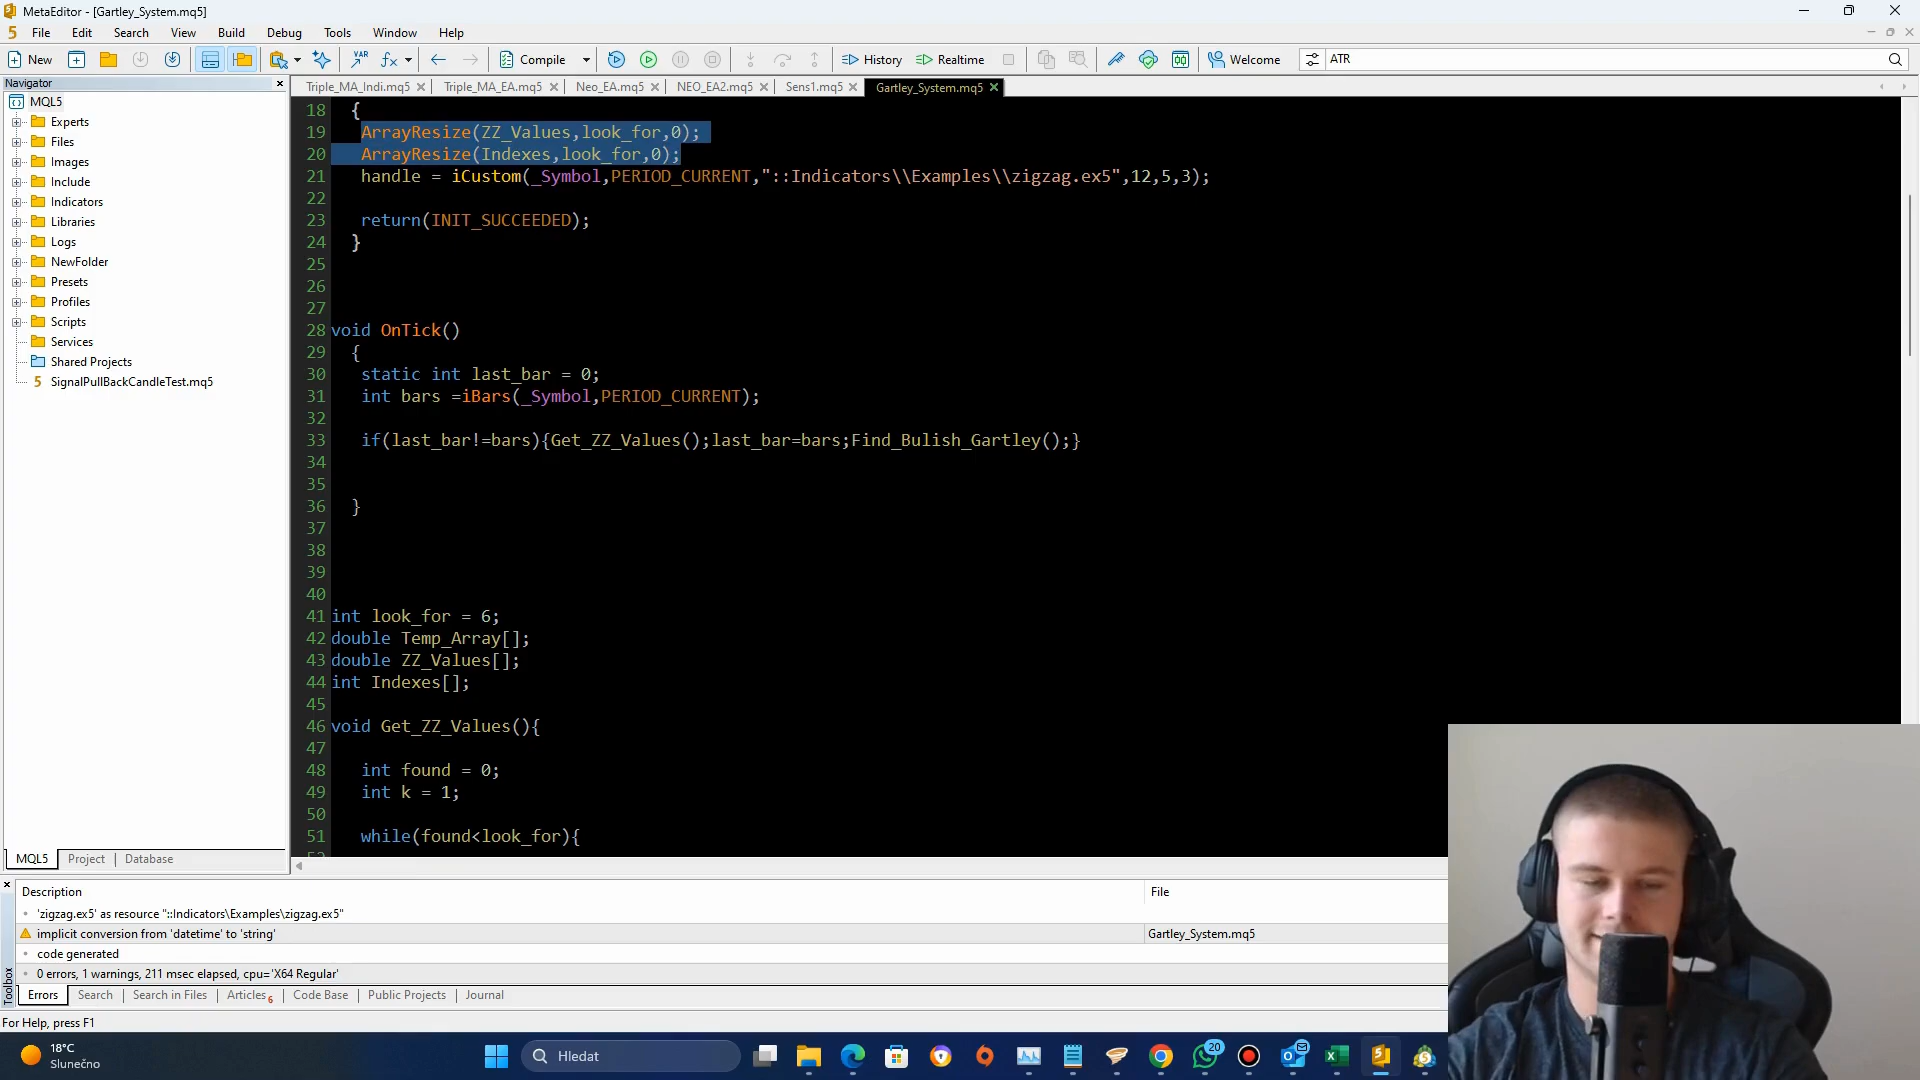 MetaEditor - [Gartley_System.mq5]
File Edit Search View Build Debug Tools Window Help
New Compile History Realtime Welcome ATR
Navigator
Triple_MA_Indi.mq5 Triple_MA_EA.mq5 Neo_EA.mq5 NEO_EA2.mq5 Sens1.mq5 Gartley_System.mq5
MQL5
Experts
Files
Images
Include
Indicators
Libraries
Logs
NewFolder
Presets
Profiles
Scripts
Services
Shared Projects
SignalPullBackCandleTest.mq5
MQL5 Project Database
18 {
19 ArrayResize(ZZ_Values,look_for,0);
20 ArrayResize(Indexes,look_for,0);
21 handle = iCustom(_Symbol,PERIOD_CURRENT,"::Indicators\\Examples\\zigzag.ex5",12,5,3);
22
23 return(INIT_SUCCEEDED);
24 }
25
26
27
28 void OnTick()
29 {
30 static int last_bar = 0;
31 int bars =iBars(_Symbol,PERIOD_CURRENT);
32
33 if(last_bar!=bars){Get_ZZ_Values();last_bar=bars;Find_Bulish_Gartley();}
34
35
36 }
37
38
39
40
41 int look_for = 6;
42 double Temp_Array[];
43 double ZZ_Values[];
44 int Indexes[];
45
46 void Get_ZZ_Values(){
47
48 int found = 0;
49 int k = 1;
50
51 while(found<look_for){
Description File
'zigzag.ex5' as resource "::Indicators\Examples\zigzag.ex5"
implicit conversion from 'datetime' to 'string' Gartley_System.mq5
code generated
0 errors, 1 warnings, 211 msec elapsed, cpu='X64 Regular'
Toolbox
Errors Search Search in Files Articles 6 Code Base Public Projects Journal
For Help, press F1
18°C
Slunečno
Hledat
20